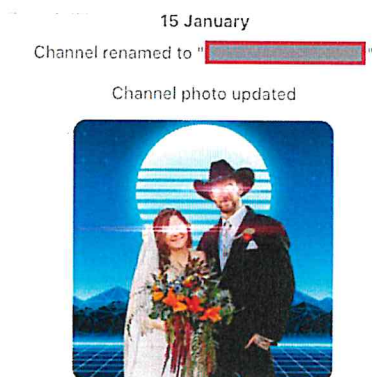 15 January
Channel renamed to " "
Channel photo updated